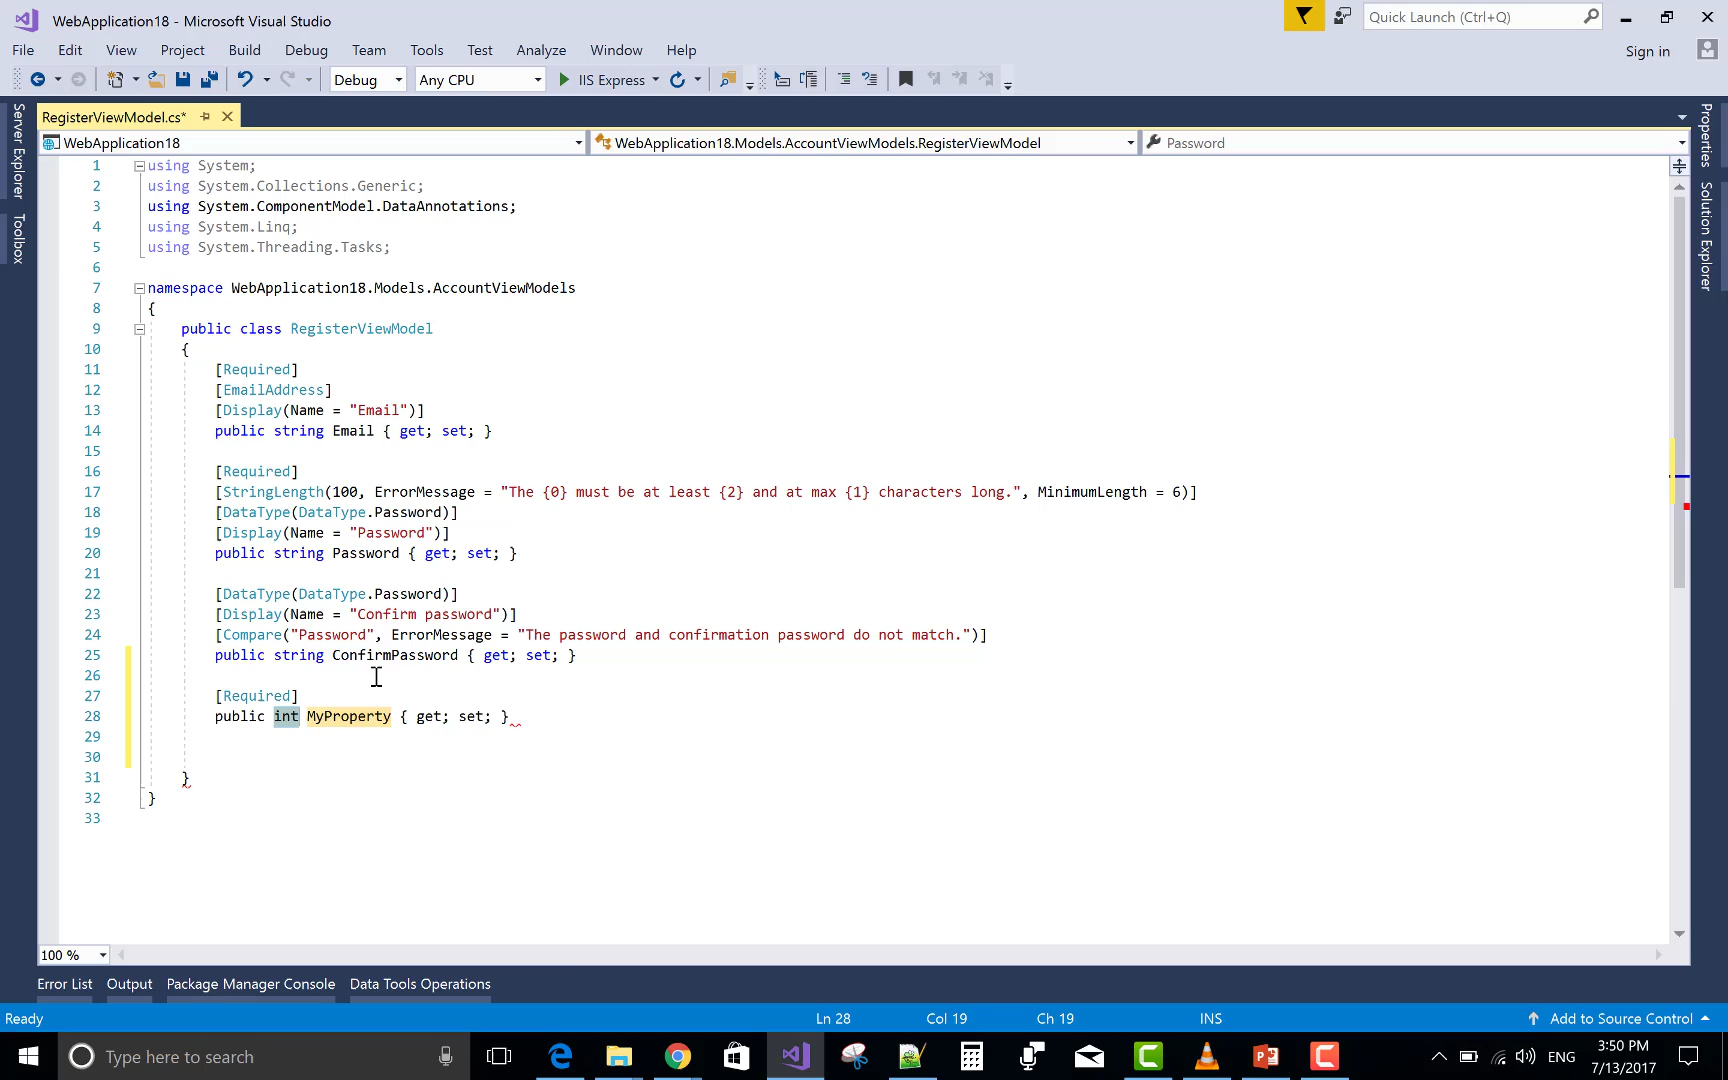 WebApplication18 - Microsoft Visual Studio
Quick Launch (Ctrl+Q)
File Edit View Project Build Debug Team Tools Test Analyze Window Help
Sign in
Debug Any CPU IIS Express
Server Explorer
Toolbox
Properties
Solution Explorer
RegisterViewModel.cs*
WebApplication18 WebApplication18.Models.AccountViewModels.RegisterViewModel Password
1 using System;
2 using System.Collections.Generic;
3 using System.ComponentModel.DataAnnotations;
4 using System.Linq;
5 using System.Threading.Tasks;
6
7 namespace WebApplication18.Models.AccountViewModels
8 {
9 public class RegisterViewModel
10 {
11 [Required]
12 [EmailAddress]
13 [Display(Name = "Email")]
14 public string Email { get; set; }
15
16 [Required]
17 [StringLength(100, ErrorMessage = "The {0} must be at least {2} and at max {1} characters long.", MinimumLength = 6)]
18 [DataType(DataType.Password)]
19 [Display(Name = "Password")]
20 public string Password { get; set; }
21
22 [DataType(DataType.Password)]
23 [Display(Name = "Confirm password")]
24 [Compare("Password", ErrorMessage = "The password and confirmation password do not match.")]
25 public string ConfirmPassword { get; set; }
26
27 [Required]
28 public int MyProperty { get; set; }
29
30
31 }
32 }
33
100 %
Error List Output Package Manager Console Data Tools Operations
Ready Ln 28 Col 19 Ch 19 INS Add to Source Control
Type here to search
ENG
3:50 PM
7/13/2017